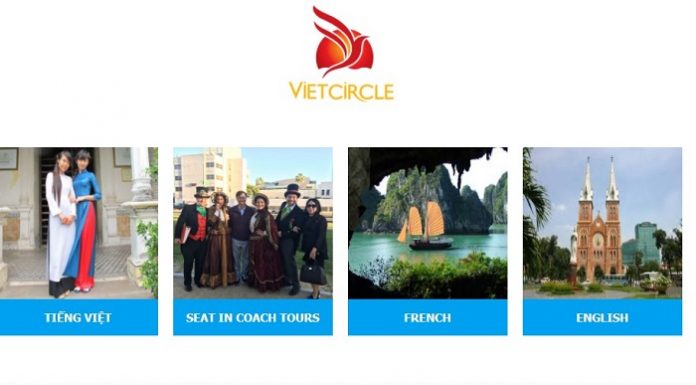 VIETCIRCLE
TIẾNG VIỆT
SEAT IN COACH TOURS
FRENCH
ENGLISH